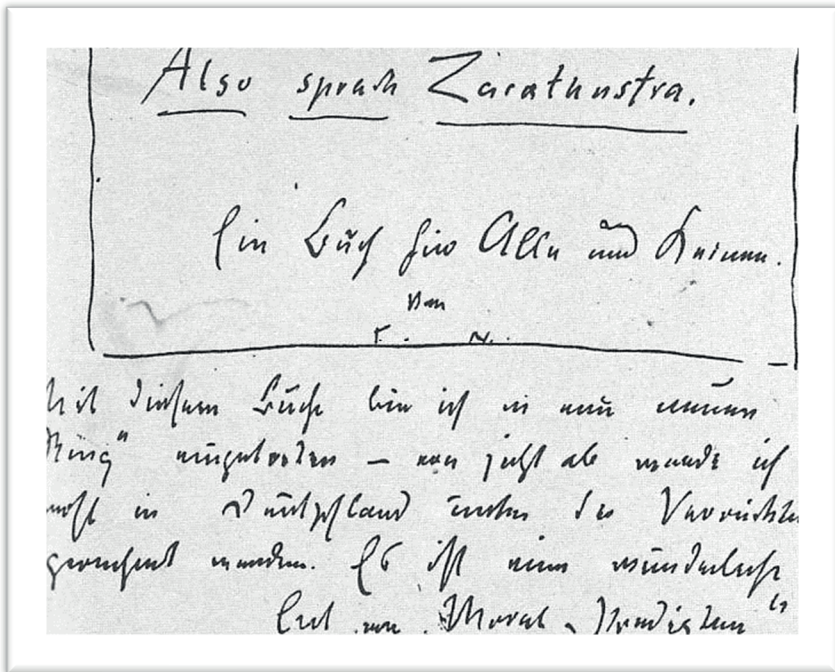 Also sprach Zarathustra.
Ein Buch für Alle und Keinen.
Von
F. N.
Mit diesem Buche bin ich in einen neuen
Ring“ eingetreten — von jetzt ab werde ich
wohl in Deutschland unter die Verrückten
gerechnet werden. Es ist eine wunderliche
Art von „Moral-Predigten“